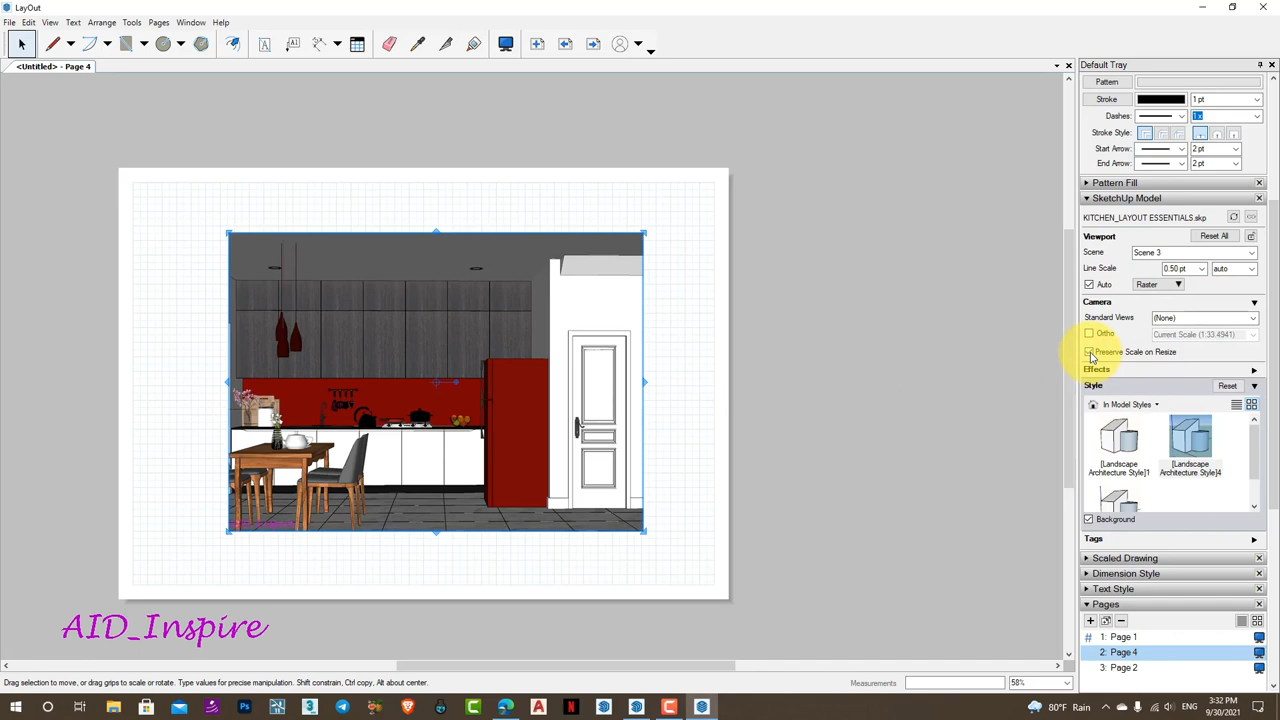 LayOut
File Edit View Text Arrange Tools Pages Window Help
<Untitled> - Page 4
Default Tray
Pattern
Stroke 1 pt
Dashes: 1 x
Stroke Style:
Start Arrow: 2 pt
End Arrow: 2 pt
Pattern Fill
SketchUp Model
KITCHEN_LAYOUT ESSENTIALS.skp
Viewport Reset All
Scene Scene 3
Line Scale 0.50 pt auto
Auto Raster
Camera
Standard Views (None)
Ortho Current Scale (1:33.4941)
Preserve Scale on Resize
Effects
Style Reset
In Model Styles
[Landscape Architecture Style]1 [Landscape Architecture Style]4
Background
Tags
Scaled Drawing
Dimension Style
Text Style
Pages
1: Page 1
2: Page 4
3: Page 2
AID_Inspire
Drag selection to move, or drag grips to scale or rotate. Type values for precise manipulation. Shift constrain, Ctrl copy, Alt about center.
Measurements 58%
80°F Rain
3:32 PM
9/30/2021